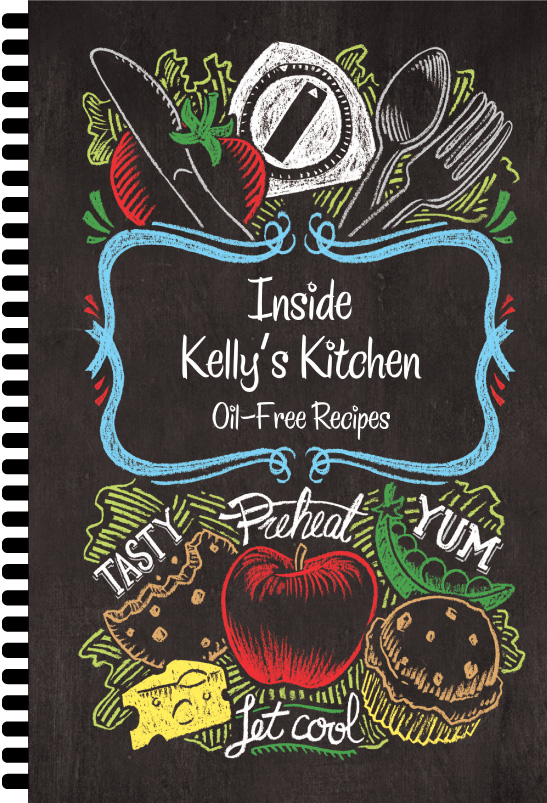 Inside
Kelly's Kitchen
Oil-Free Recipes
TASTY
Preheat
YUM
Let cool